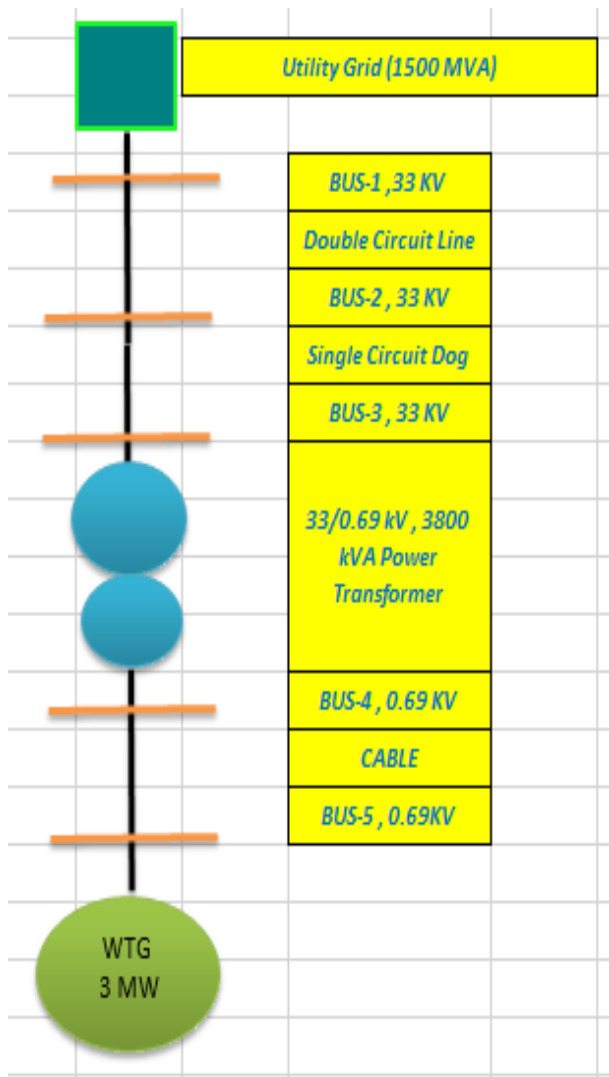 Utility Grid (1500 MVA)
BUS-1 ,33 KV
Double Circuit Line
BUS-2 , 33 KV
Single Circuit Dog
BUS-3 , 33 KV
33/0.69 kV , 3800
kVA Power
Transformer
BUS-4 , 0.69 KV
CABLE
BUS-5 , 0.69KV
WTG
3 MW